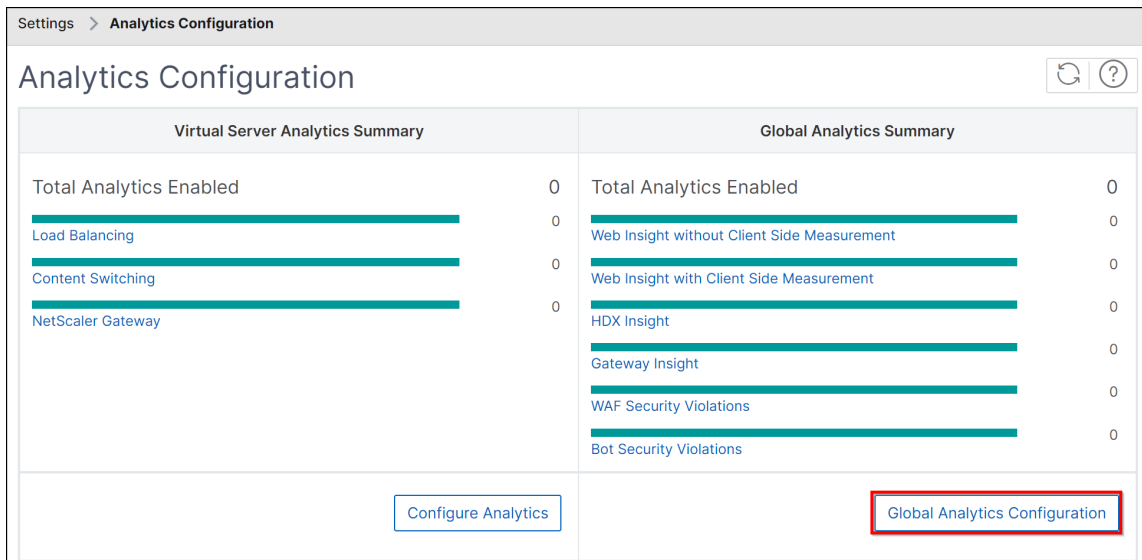 Settings > Analytics Configuration
Analytics Configuration
?
Virtual Server Analytics Summary
Global Analytics Summary
Total Analytics Enabled 0
0
Load Balancing
0
Content Switching
0
NetScaler Gateway
Total Analytics Enabled 0
0
Web Insight without Client Side Measurement
0
Web Insight with Client Side Measurement
0
HDX Insight
0
Gateway Insight
0
WAF Security Violations
0
Bot Security Violations
Configure Analytics
Global Analytics Configuration